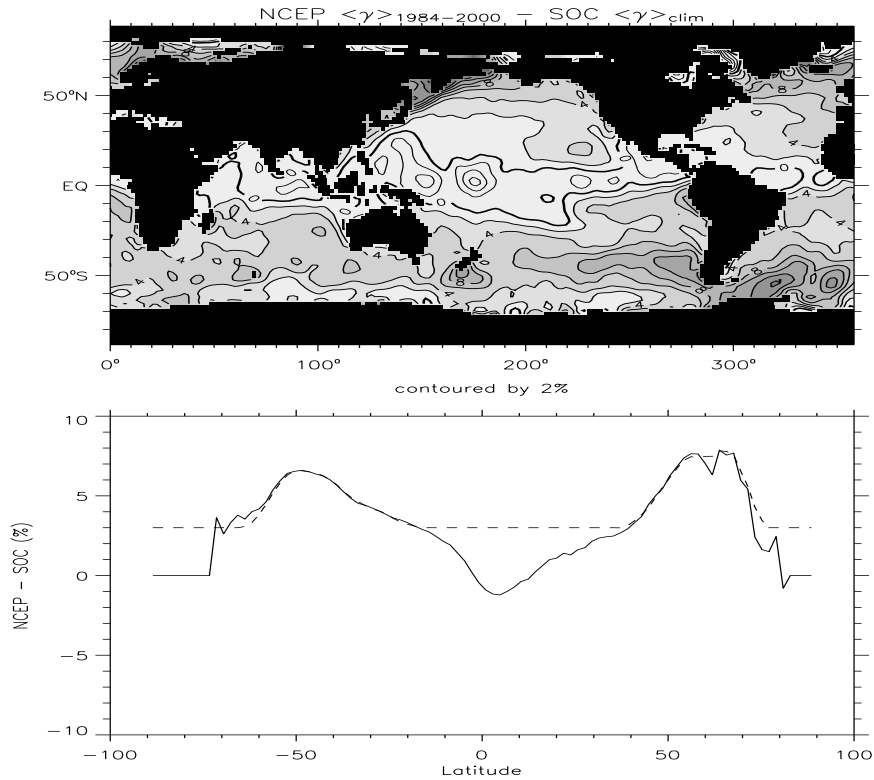 NCEP <γ>1984−2000 − SOC <γ>clim
50°N
EQ
50°S
0° 100° 200° 300°
contoured by 2%
10
5
0
−5
−10
NCEP − SOC (%)
−100 −50 0 50 100
Latitude